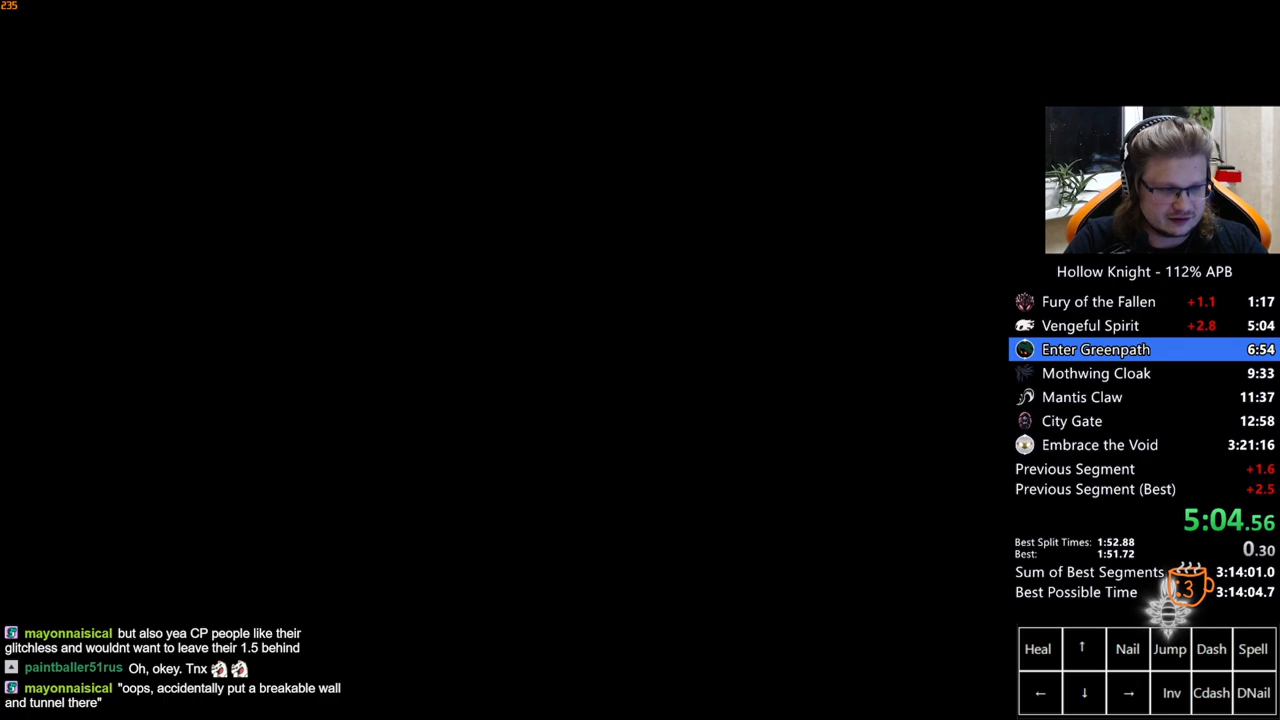 235
Hollow Knight - 112% APB
Fury of the Fallen +1.1 1:17
Vengeful Spirit +2.8 5:04
Enter Greenpath 6:54
Mothwing Cloak 9:33
Mantis Claw 11:37
City Gate 12:58
Embrace the Void 3:21:16
Previous Segment +1.6
Previous Segment (Best) +2.5
5:04.56
Best Split Times: 1:52.88
Best: 1:51.72
0.30
Sum of Best Segments 3:14:01.0
Best Possible Time 3:14:04.7
:3
Heal ↑ Nail Jump Dash Spell
← ↓ → Inv Cdash DNail
mayonnaisical but also yea CP people like their
glitchless and wouldnt want to leave their 1.5 behind
paintballer51rus Oh, okey. Tnx
mayonnaisical "oops, accidentally put a breakable wall
and tunnel there"